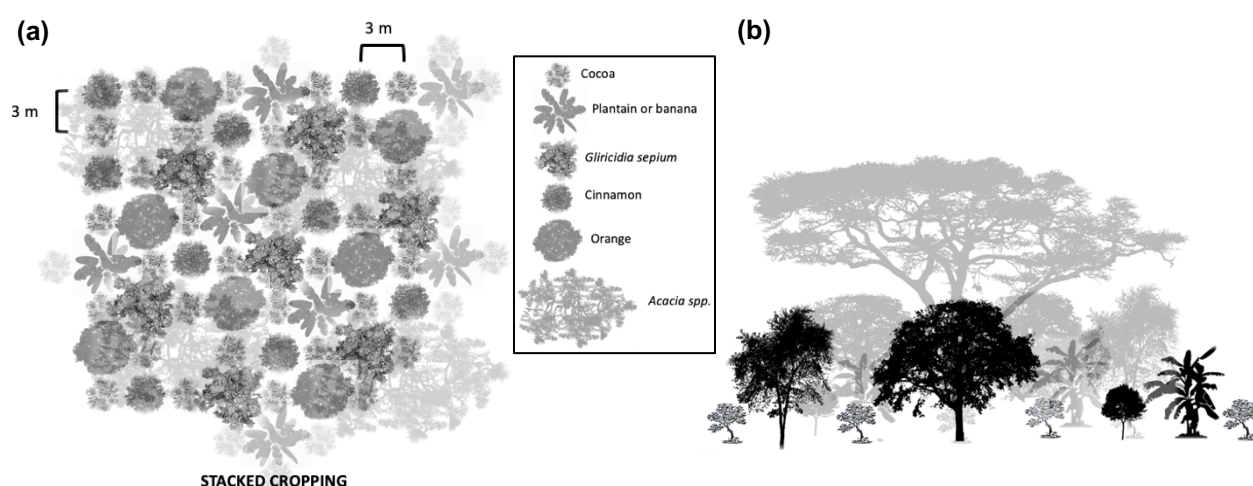 (a)
3 m
3 m
Cocoa
Plantain or banana
Gliricidia sepium
Cinnamon
Orange
Acacia spp.
STACKED CROPPING
(b)